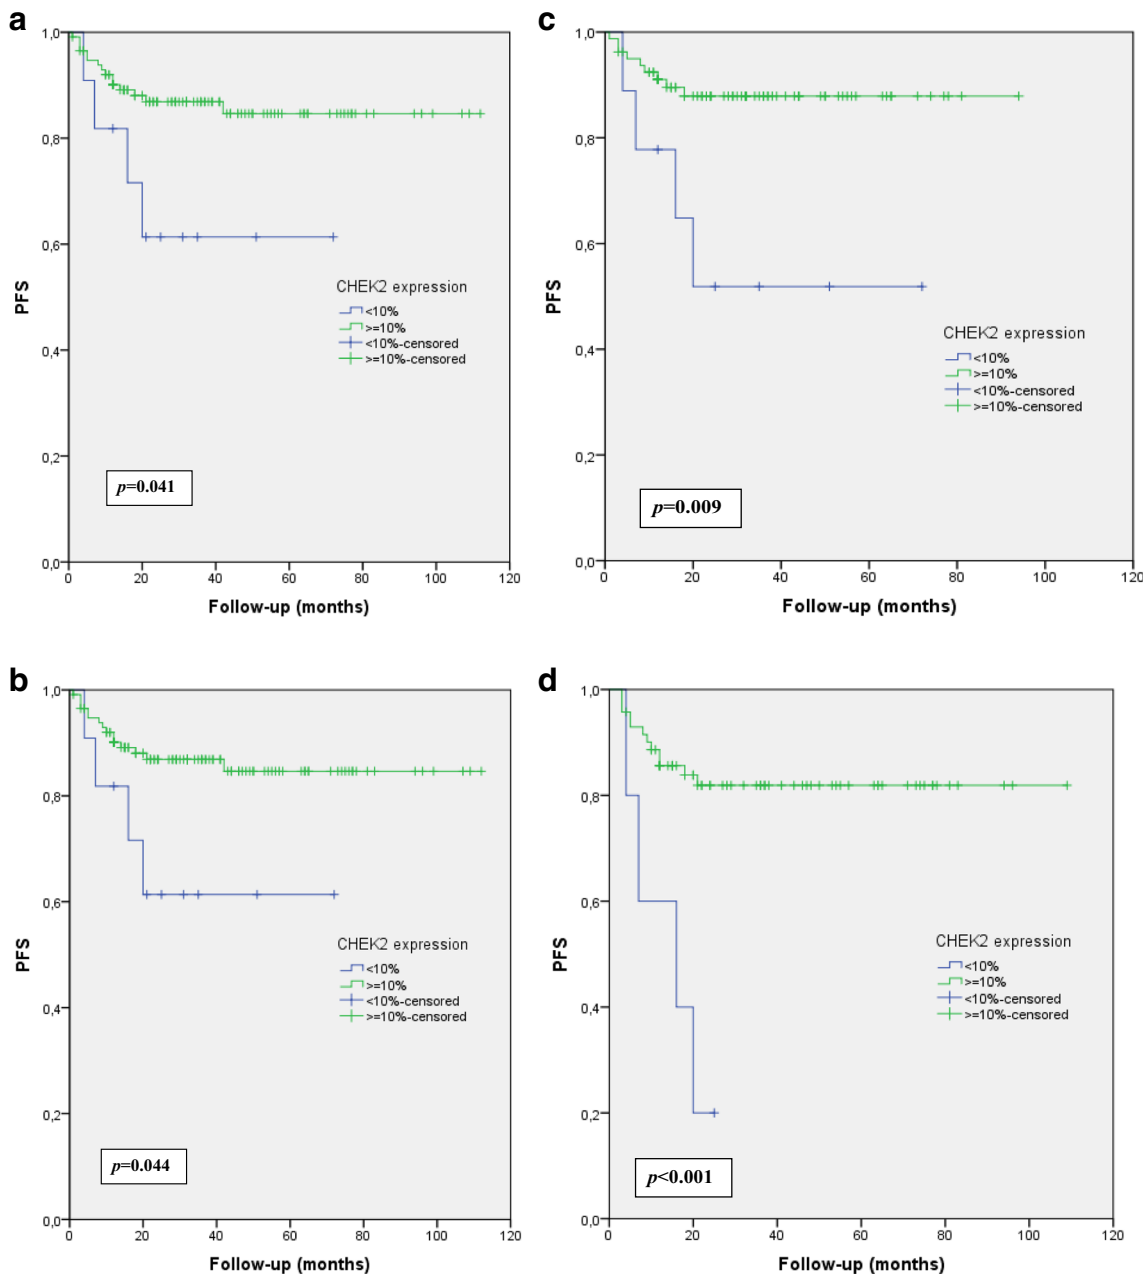 a
1,0
0,8
0,6
0,4
0,2
0,0
PFS
CHEK2 expression
<10%
>=10%
<10%-censored
>=10%-censored
p=0.041
0 20 40 60 80 100 120
Follow-up (months)
c
1,0
0,8
0,6
0,4
0,2
0,0
PFS
CHEK2 expression
<10%
>=10%
<10%-censored
>=10%-censored
p=0.009
0 20 40 60 80 100 120
Follow-up (months)
b
1,0
0,8
0,6
0,4
0,2
0,0
PFS
CHEK2 expression
<10%
>=10%
<10%-censored
>=10%-censored
p=0.044
0 20 40 60 80 100 120
Follow-up (months)
d
1,0
0,8
0,6
0,4
0,2
0,0
PFS
CHEK2 expression
<10%
>=10%
<10%-censored
>=10%-censored
p<0.001
0 20 40 60 80 100 120
Follow-up (months)